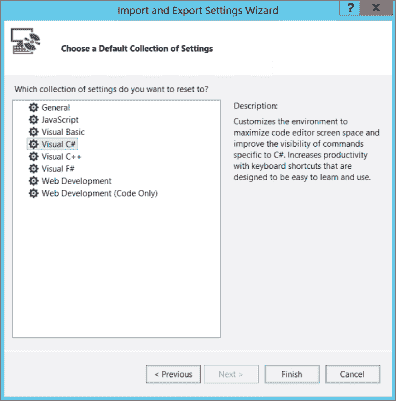 Import and Export Settings Wizard
?
X
Choose a Default Collection of Settings
Which collection of settings do you want to reset to?
General
JavaScript
Visual Basic
Visual C#
Visual C++
Visual F#
Web Development
Web Development (Code Only)
Description:
Customizes the environment to
maximize code editor screen space and
improve the visibility of commands
specific to C#. Increases productivity
with keyboard shortcuts that are
designed to be easy to learn and use.
< Previous
Next >
Finish
Cancel